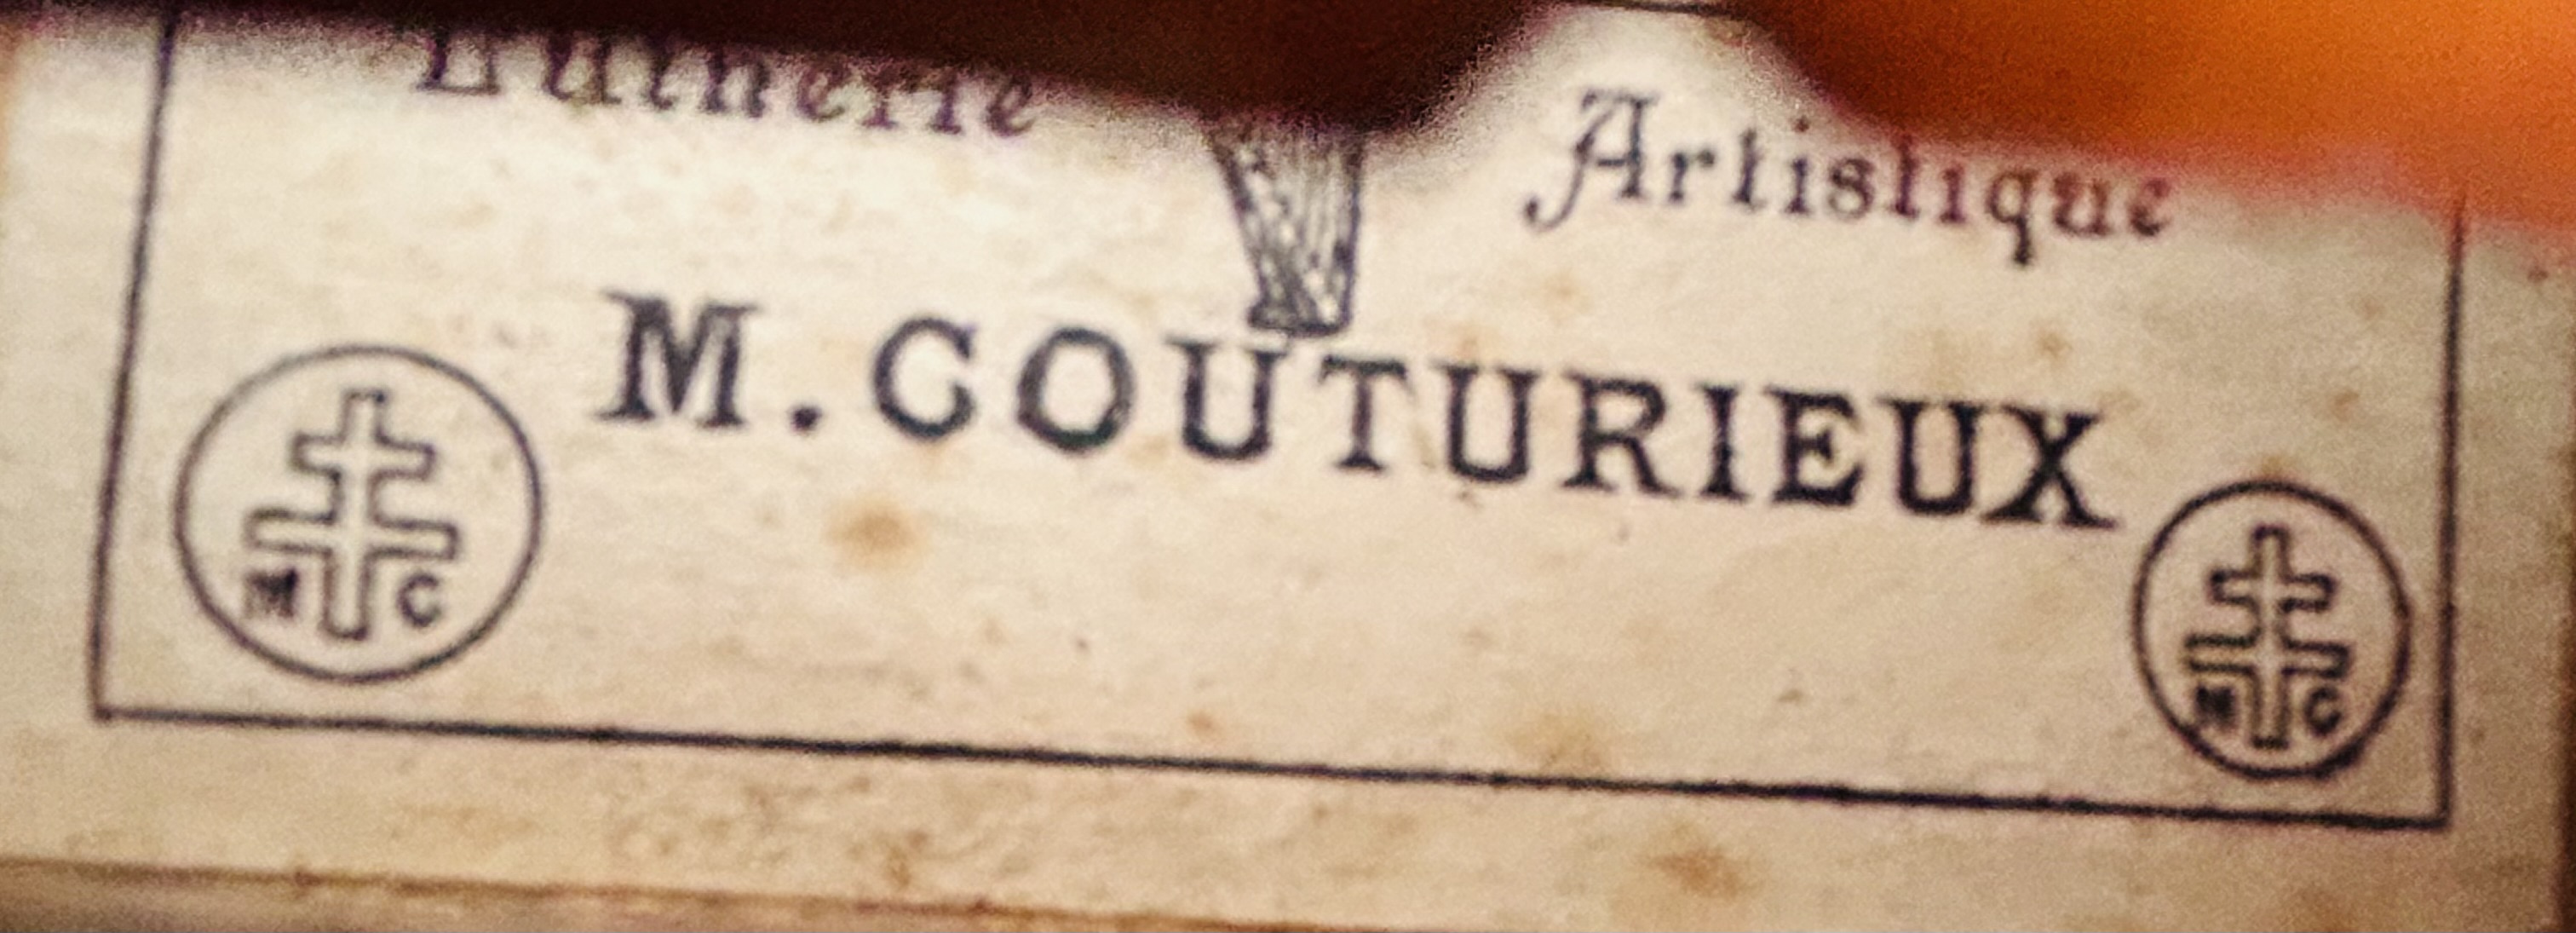 Lutherie Artistique
M. COUTURIEUX
M C
M C